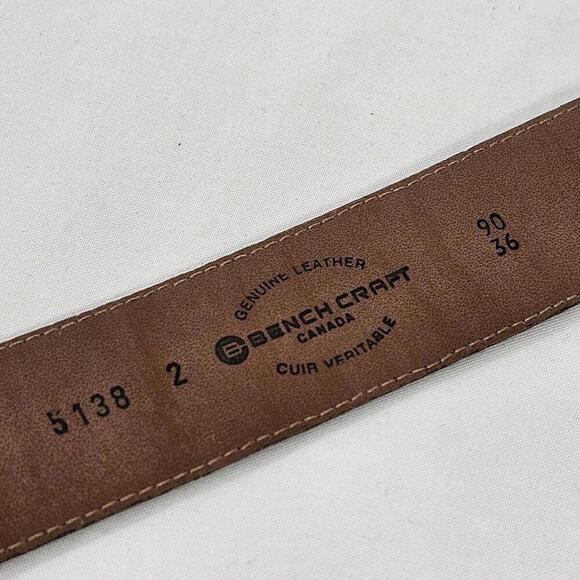 5138 2
GENUINE LEATHER
B BENCH CRAFT
CANADA
CUIR VERITABLE
90
36